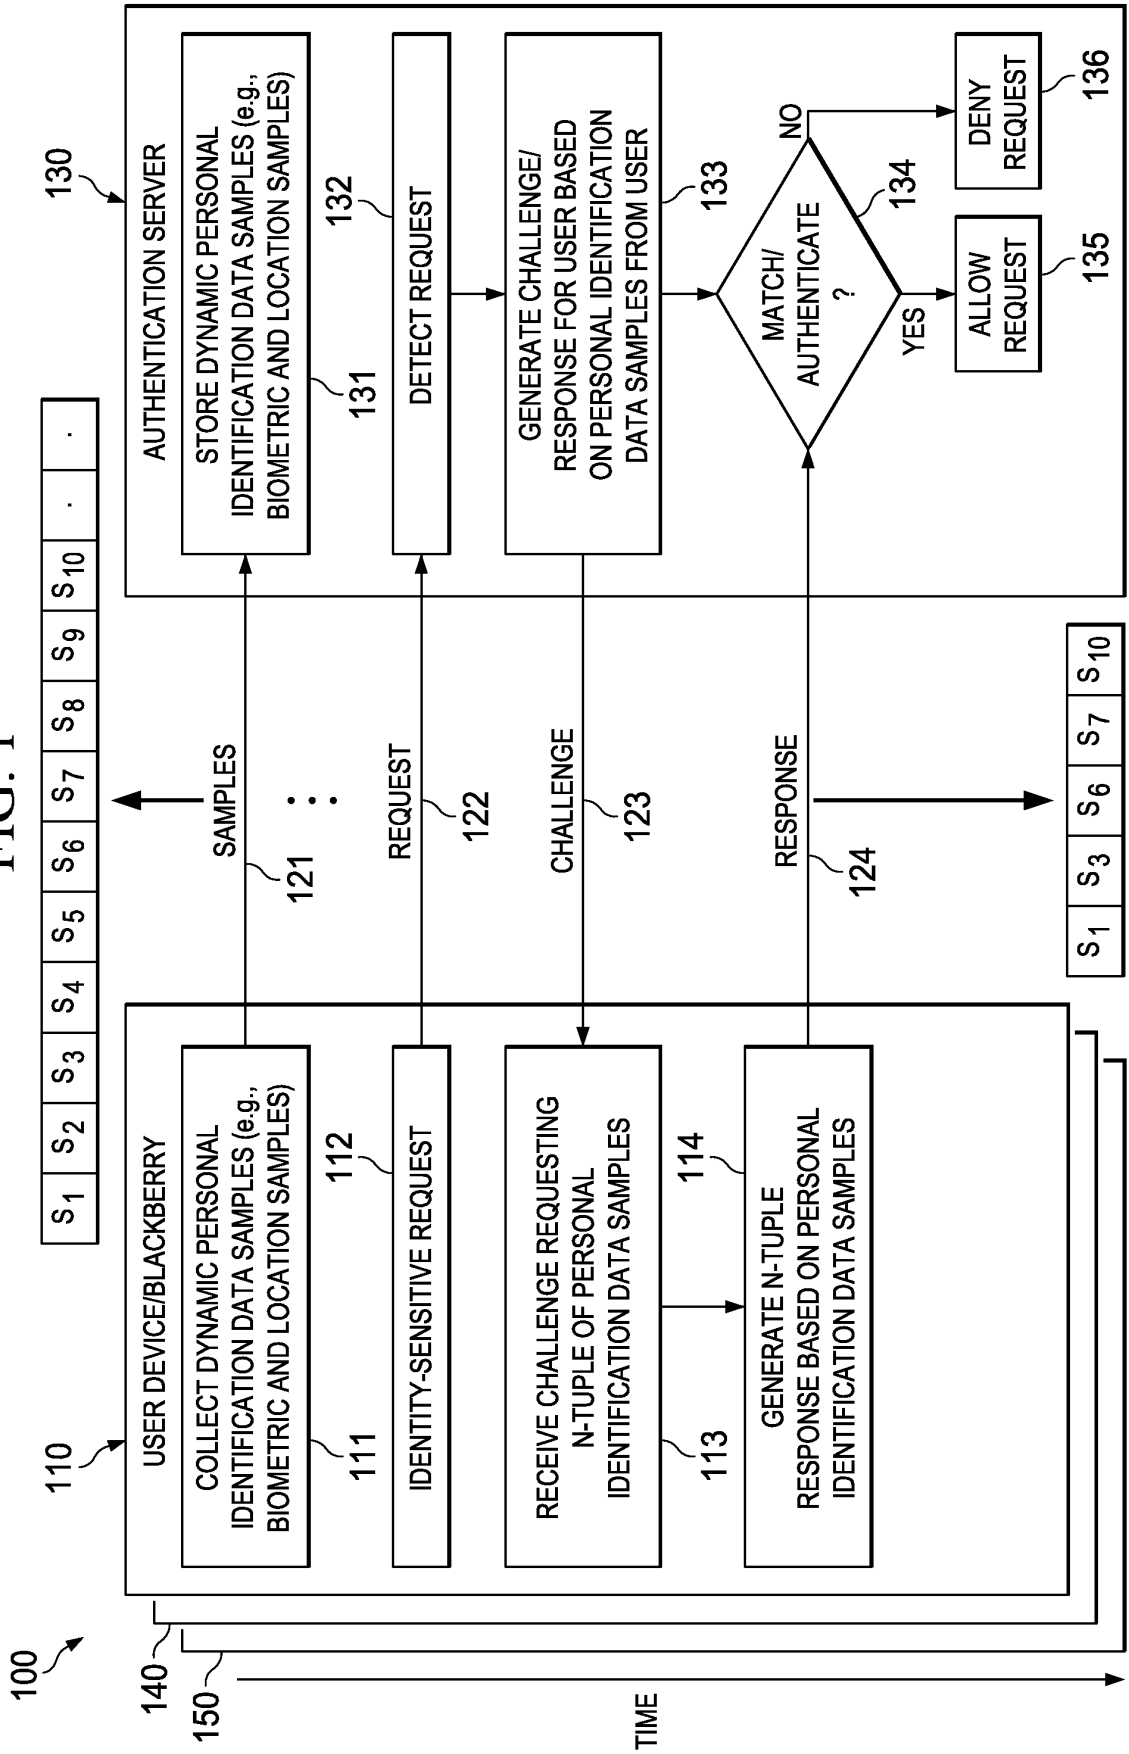 FIG. 1
100
S1 S2 S3 S4 S5 S6 S7 S8 S9 S10 . .
110
USER DEVICE/BLACKBERRY
COLLECT DYNAMIC PERSONAL
IDENTIFICATION DATA SAMPLES (e.g.,
BIOMETRIC AND LOCATION SAMPLES)
111
112
IDENTITY-SENSITIVE REQUEST
RECEIVE CHALLENGE REQUESTING
N-TUPLE OF PERSONAL
IDENTIFICATION DATA SAMPLES
113
114
GENERATE N-TUPLE
RESPONSE BASED ON PERSONAL
IDENTIFICATION DATA SAMPLES
140
150
TIME
SAMPLES
121
. . .
REQUEST
122
CHALLENGE
123
RESPONSE
124
S1 S3 S6 S7 S10
130
AUTHENTICATION SERVER
STORE DYNAMIC PERSONAL
IDENTIFICATION DATA SAMPLES (e.g.,
BIOMETRIC AND LOCATION SAMPLES)
131
132
DETECT REQUEST
GENERATE CHALLENGE/
RESPONSE FOR USER BASED
ON PERSONAL IDENTIFICATION
DATA SAMPLES FROM USER
133
MATCH/
AUTHENTICATE
?
134
NO
YES
ALLOW
REQUEST
135
DENY
REQUEST
136